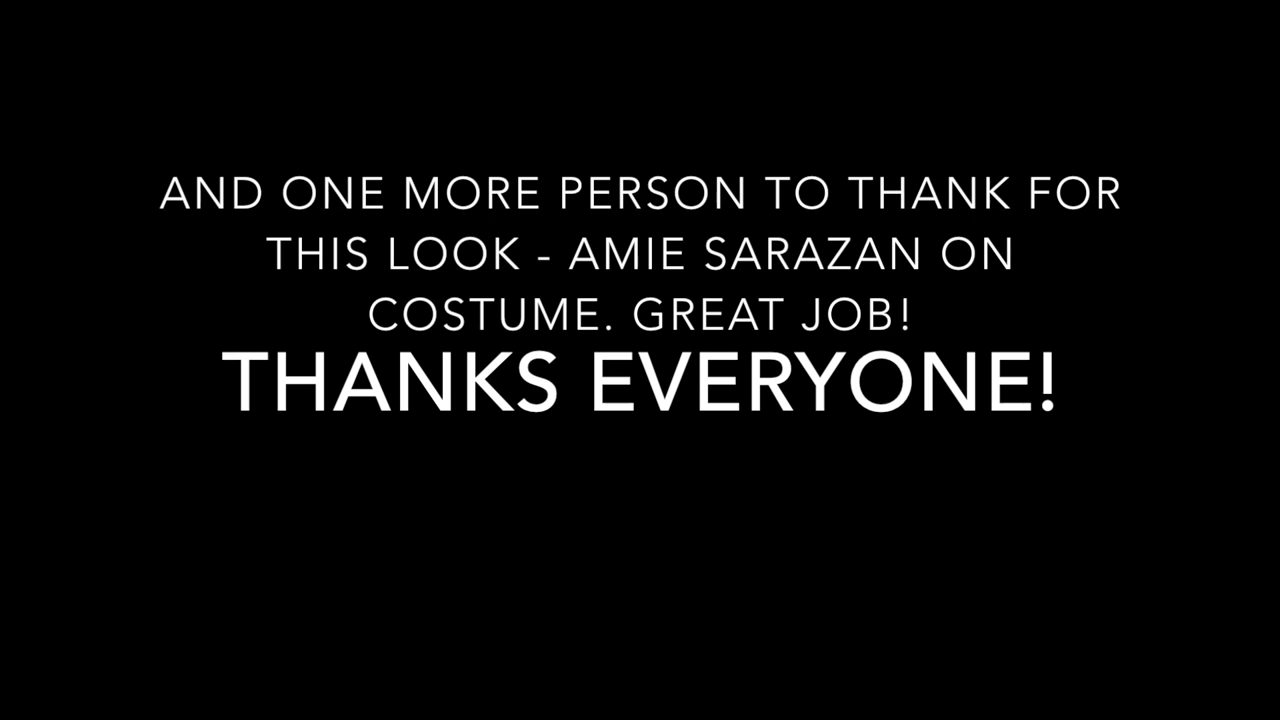 AND ONE MORE PERSON TO THANK FOR
THIS LOOK - AMIE SARAZAN ON
COSTUME. GREAT JOB!
THANKS EVERYONE!